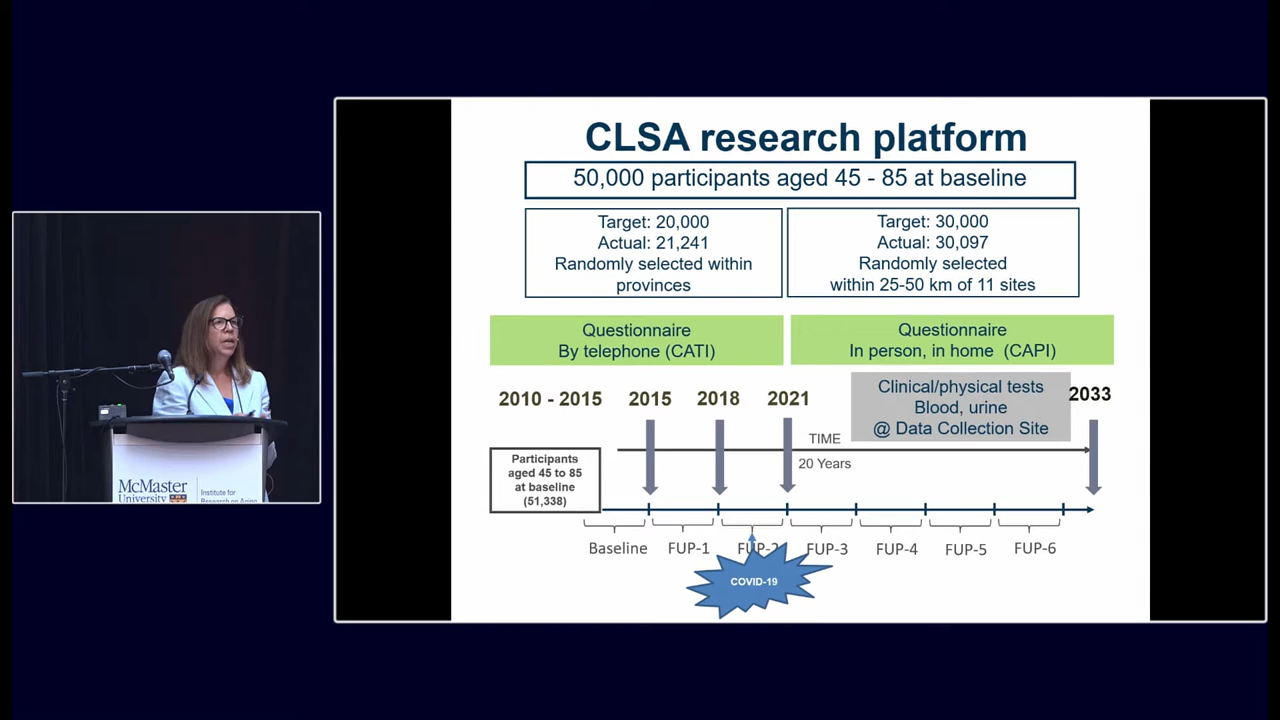 CLSA research platform
50,000 participants aged 45 - 85 at baseline
Target: 20,000
Actual: 21,241
Randomly selected within
provinces
Target: 30,000
Actual: 30,097
Randomly selected
within 25-50 km of 11 sites
Questionnaire
By telephone (CATI)
Questionnaire
In person, in home (CAPI)
Clinical/physical tests
Blood, urine
@ Data Collection Site
2010 - 2015
2015
2018
2021
2033
TIME
20 Years
Participants
aged 45 to 85
at baseline
(51,338)
Baseline
FUP-1
FUP-2
FUP-3
FUP-4
FUP-5
FUP-6
COVID-19
McMaster
University
Institute for
Research on Aging